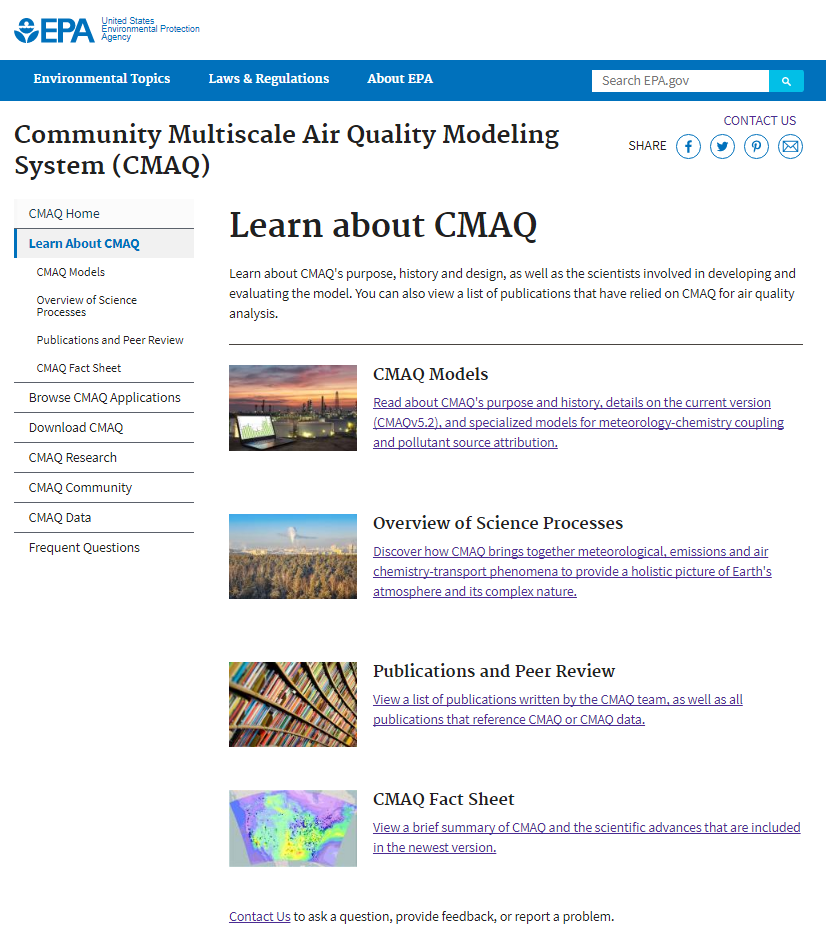 EPA
United States
Environmental Protection
Agency
Environmental Topics
Laws & Regulations
About EPA
Search EPA.gov
CONTACT US
Community Multiscale Air Quality Modeling
System (CMAQ)
SHARE
CMAQ Home
Learn About CMAQ
CMAQ Models
Overview of Science
Processes
Publications and Peer Review
CMAQ Fact Sheet
Browse CMAQ Applications
Download CMAQ
CMAQ Research
CMAQ Community
CMAQ Data
Frequent Questions
Learn about CMAQ
Learn about CMAQ's purpose, history and design, as well as the scientists involved in developing and
evaluating the model. You can also view a list of publications that have relied on CMAQ for air quality
analysis.
CMAQ Models
Read about CMAQ's purpose and history, details on the current version
(CMAQv5.2), and specialized models for meteorology-chemistry coupling
and pollutant source attribution.
Overview of Science Processes
Discover how CMAQ brings together meteorological, emissions and air
chemistry-transport phenomena to provide a holistic picture of Earth's
atmosphere and its complex nature.
Publications and Peer Review
View a list of publications written by the CMAQ team, as well as all
publications that reference CMAQ or CMAQ data.
CMAQ Fact Sheet
View a brief summary of CMAQ and the scientific advances that are included
in the newest version.
Contact Us to ask a question, provide feedback, or report a problem.